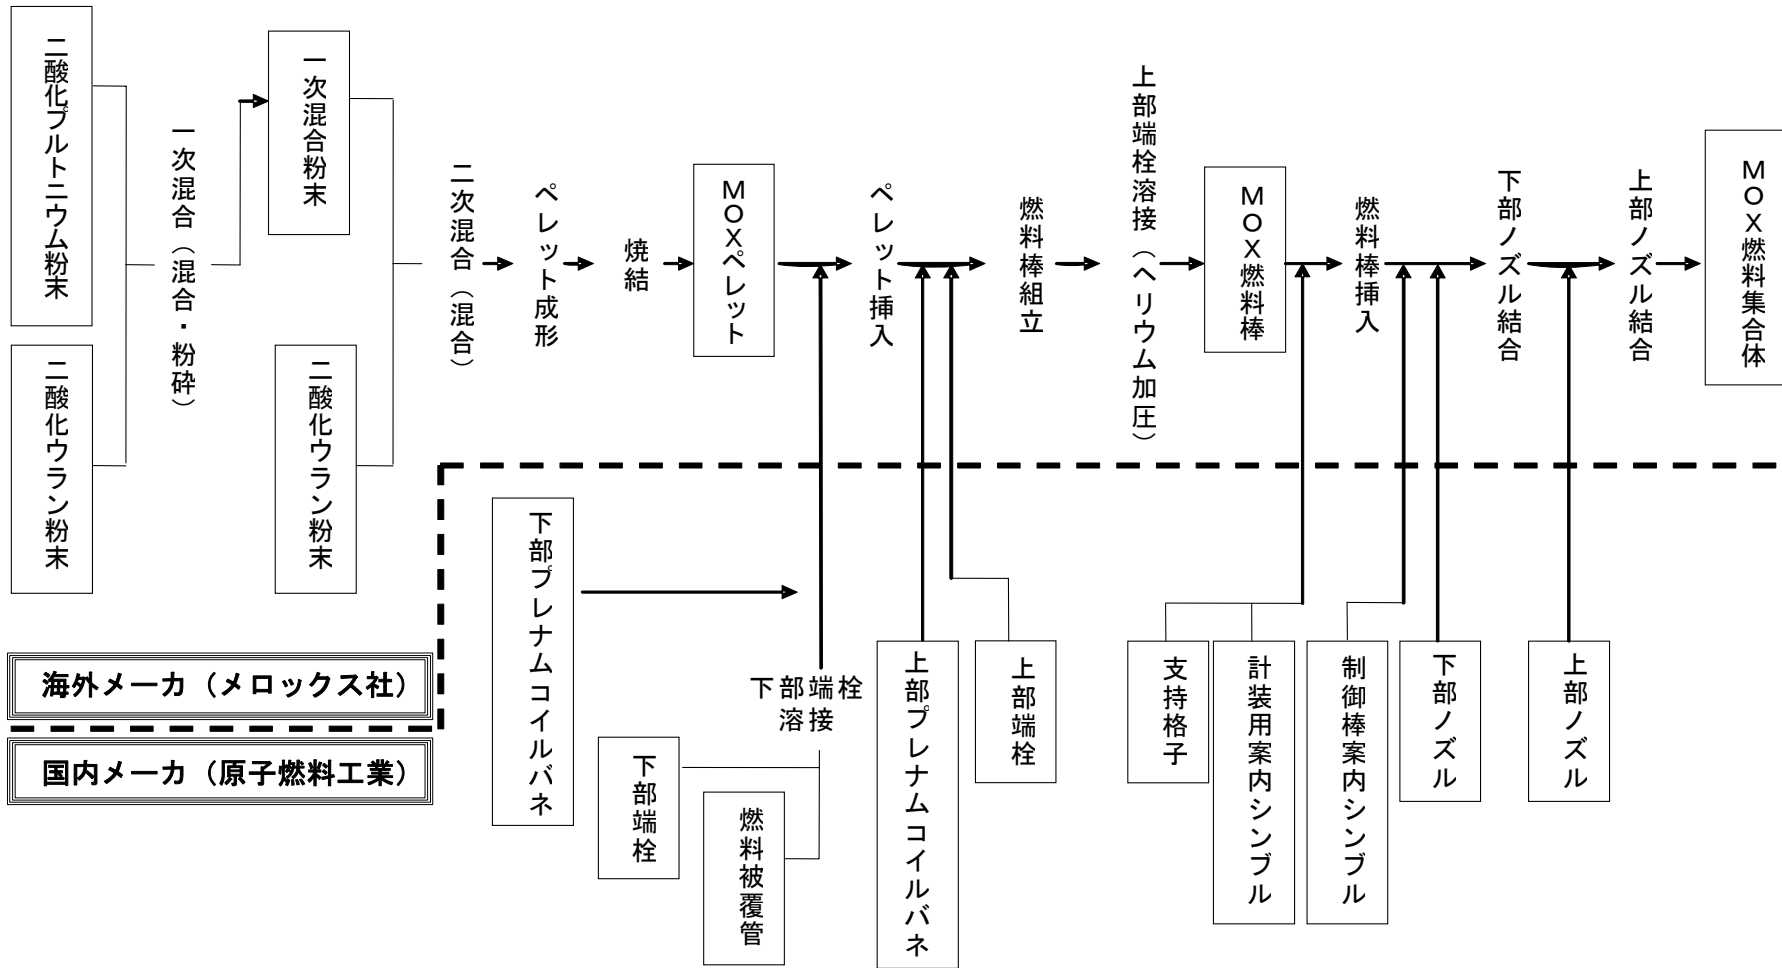 二酸化プルトニウム粉末
二酸化ウラン粉末
一次混合（混合・粉砕）
一次混合粉末
二酸化ウラン粉末
二次混合（混合）
ペレット成形
焼結
ＭＯＸペレット
ペレット挿入
燃料棒組立
上部端栓溶接（ヘリウム加圧）
ＭＯＸ燃料棒
燃料棒挿入
下部ノズル結合
上部ノズル結合
ＭＯＸ燃料集合体
海外メーカ（メロックス社）
国内メーカ（原子燃料工業）
下部プレナムコイルバネ
下部端栓
燃料被覆管
下部端栓
溶接
上部プレナムコイルバネ
上部端栓
支持格子
計装用案内シンブル
制御棒案内シンブル
下部ノズル
上部ノズル